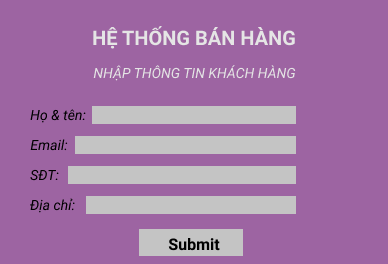 HỆ THỐNG BÁN HÀNG
NHẬP THÔNG TIN KHÁCH HÀNG
Họ & tên:
Email:
SĐT:
Địa chỉ:
Submit